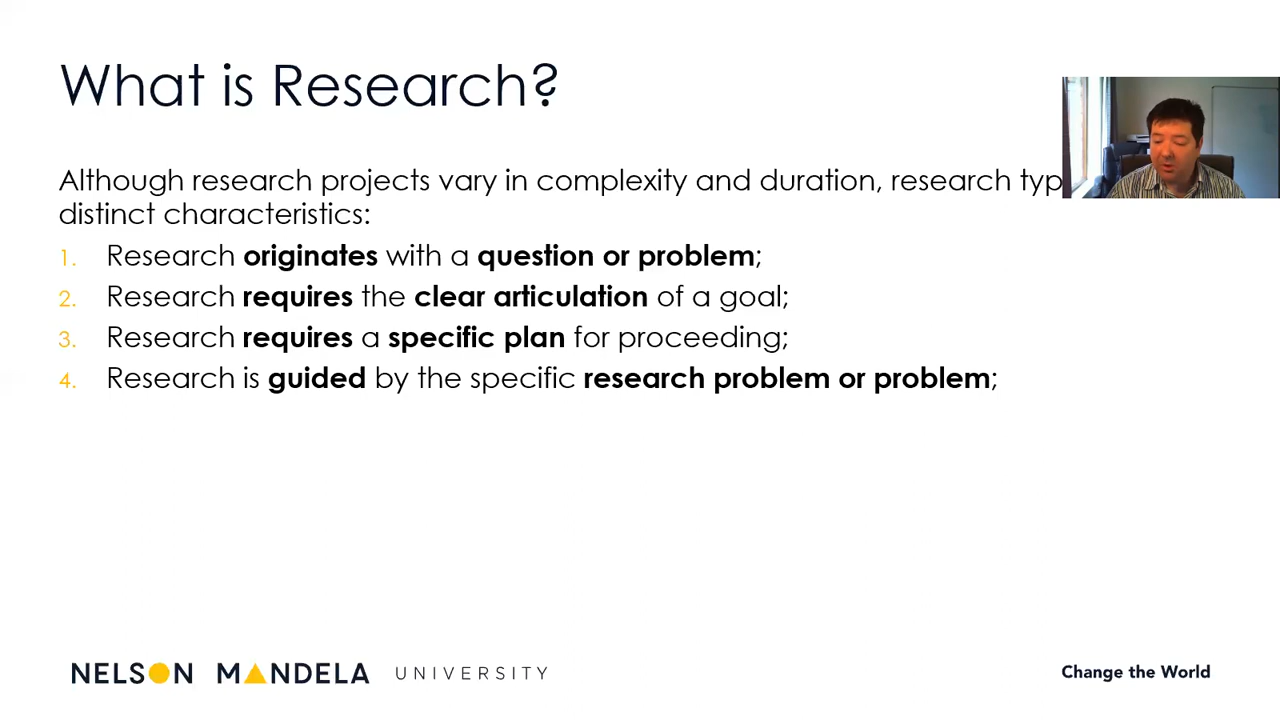 What is Research?
Although research projects vary in complexity and duration, research
distinct characteristics:
1. Research originates with a question or problem;
2. Research requires the clear articulation of a goal;
3. Research requires a specific plan for proceeding;
4. Research is guided by the specific research problem or problem;
NELSON MANDELA UNIVERSITY
Change the World